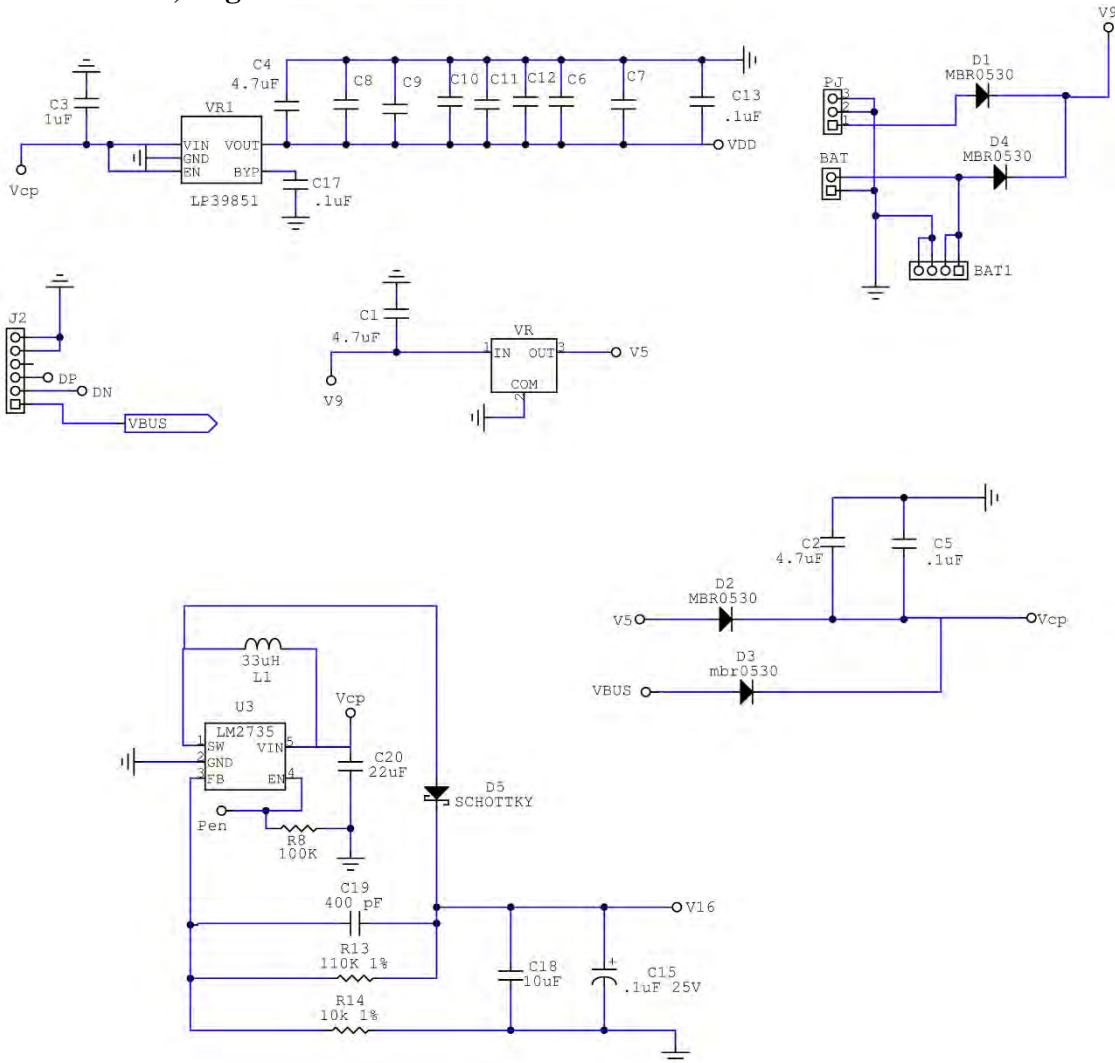 C3
1uF
Vcp
VR1
VIN
GND
EN
VOUT
BYP
LP39851
C4
4.7uF
C8
C9
C10
C11
C12
C6
C7
C13
.1uF
VDD
C17
.1uF
V9
PJ
3
2
1
D1
MBR0530
D4
MBR0530
BAT
BAT1
J2
DP
DN
VBUS
C1
4.7uF
V9
VR
1
IN
OUT
3
COM
2
V5
C2
4.7uF
C5
.1uF
D2
MBR0530
V5
Vcp
D3
mbr0530
VBUS
33uH
L1
U3
LM2735
1
SW
2
GND
3
FB
VIN
5
EN
4
Vcp
C20
22uF
Pen
R8
100K
D5
SCHOTTKY
C19
400 pF
V16
R13
110K 1%
R14
10k 1%
C18
10uF
+
C15
.1uF 25V